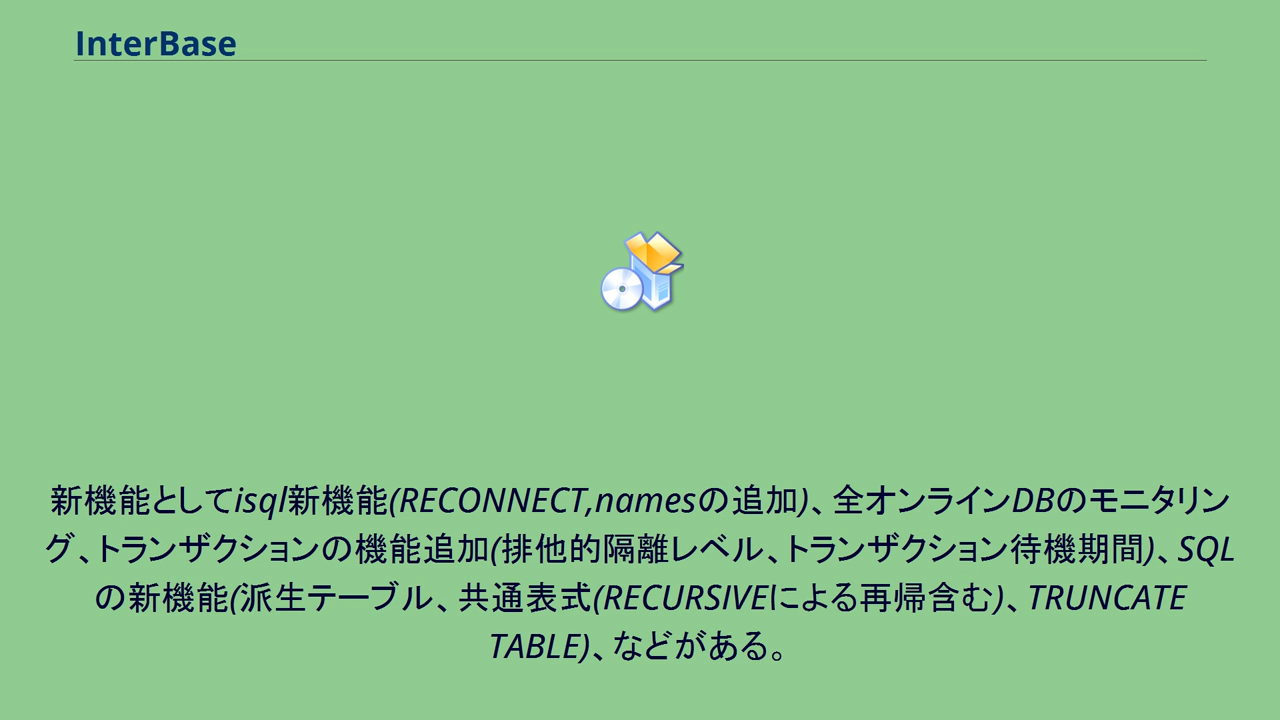 InterBase
新機能としてisql新機能(RECONNECT,namesの追加)、全オンラインDBのモニタリン
グ、トランザクションの機能追加(排他的隔離レベル、トランザクション待機期間)、SQL
の新機能(派生テーブル、共通表式(RECURSIVEによる再帰含む)、TRUNCATE
TABLE)、などがある。